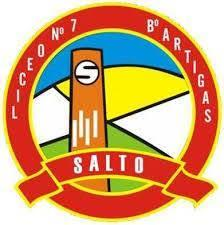 LICEO Nº 7
Bº ARTIGAS
S
SALTO